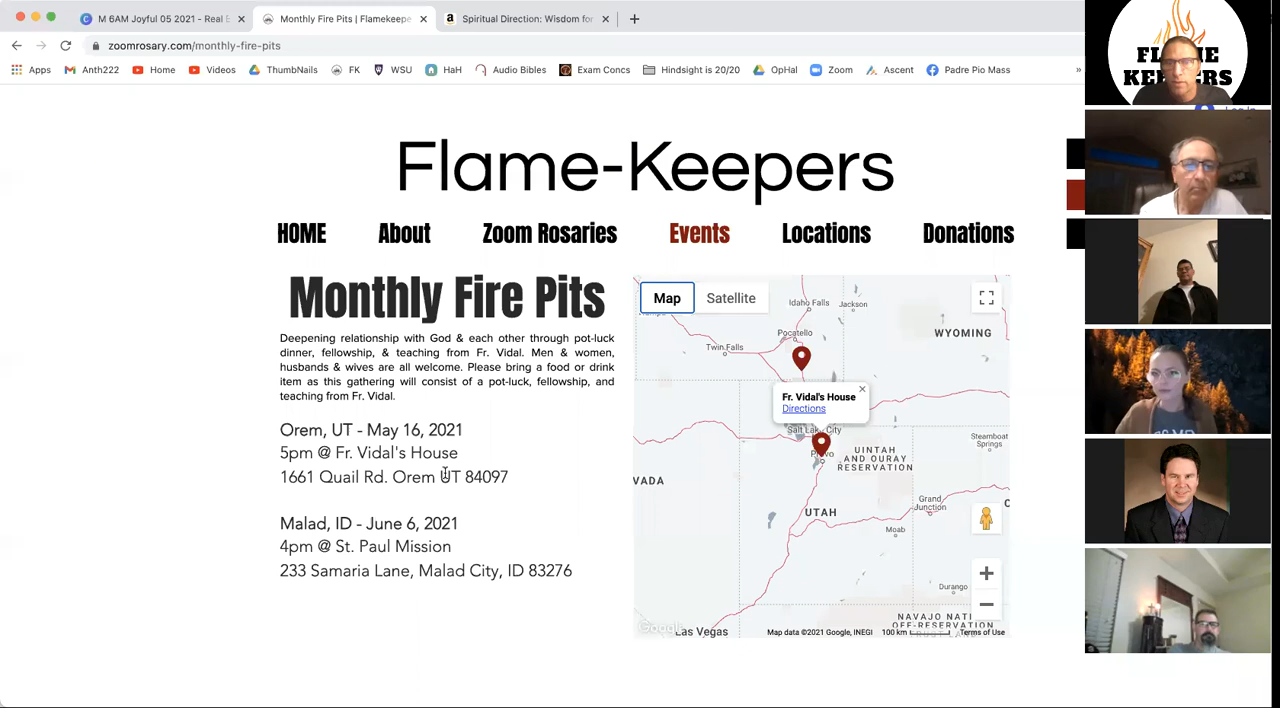 M 6AM Joyful 05 2021 - Real E
Monthly Fire Pits | Flamekeepe
Spiritual Direction: Wisdom for
zoomrosary.com/monthly-fire-pits
Apps Anth222 Home Videos ThumbNails FK WSU HaH Audio Bibles Exam Concs Hindsight is 20/20 OpHal Zoom Ascent Padre Pio Mass »
Flame-Keepers
HOME About Zoom Rosaries Events Locations Donations
Monthly Fire Pits
Deepening relationship with God & each other through pot-luck
dinner, fellowship, & teaching from Fr. Vidal. Men & women,
husbands & wives are all welcome. Please bring a food or drink
item as this gathering will consist of a pot-luck, fellowship, and
teaching from Fr. Vidal.
Orem, UT - May 16, 2021
5pm @ Fr. Vidal's House
1661 Quail Rd. Orem UT 84097
Malad, ID - June 6, 2021
4pm @ St. Paul Mission
233 Samaria Lane, Malad City, ID 83276
Map Satellite
Idaho Falls
Jackson
Pocatello
Twin Falls
WYOMING
Fr. Vidal's House
Directions
Salt Lake City
Provo
UINTAH
AND OURAY
RESERVATION
Steamboat
Springs
VADA
UTAH
Grand
Junction
Moab
Durango
NAVAJO NATI
OFF-RESERVATION
Las Vegas
Google
Map data ©2021 Google, INEGI 100 km Terms of Use
FLAME
KEEPERS